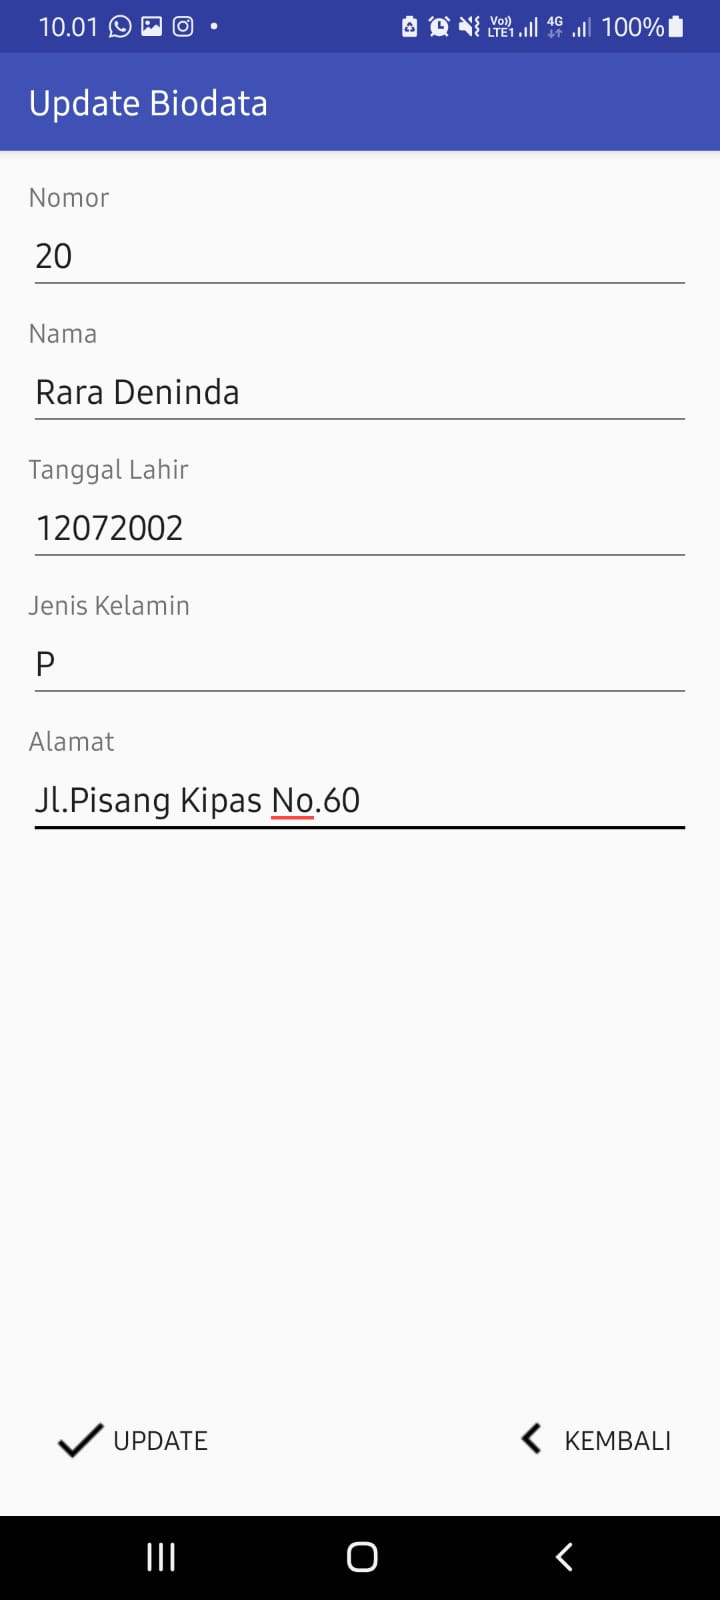 10.01
Vo)) LTE1 4G 100%
Update Biodata
Nomor
20
Nama
Rara Deninda
Tanggal Lahir
12072002
Jenis Kelamin
P
Alamat
Jl.Pisang Kipas No.60
UPDATE
KEMBALI